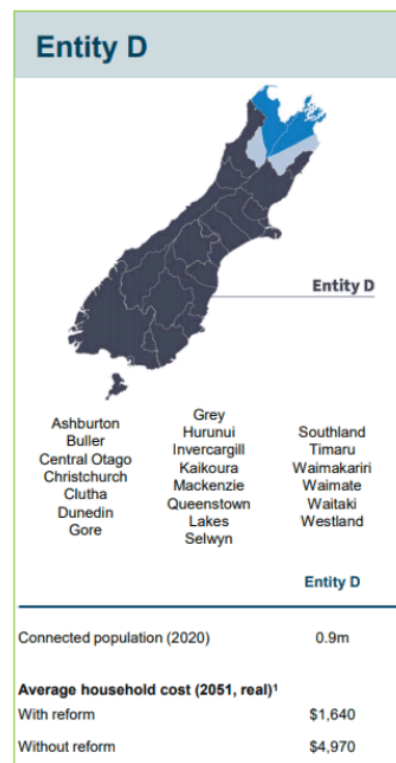 Entity D
Entity D
Ashburton
Buller
Central Otago
Christchurch
Clutha
Dunedin
Gore
Grey
Hurunui
Invercargill
Kaikoura
Mackenzie
Queenstown
Lakes
Selwyn
Southland
Timaru
Waimakariri
Waimate
Waitaki
Westland
Entity D
Connected population (2020) 0.9m
Average household cost (2051, real)¹
With reform $1,640
Without reform $4,970